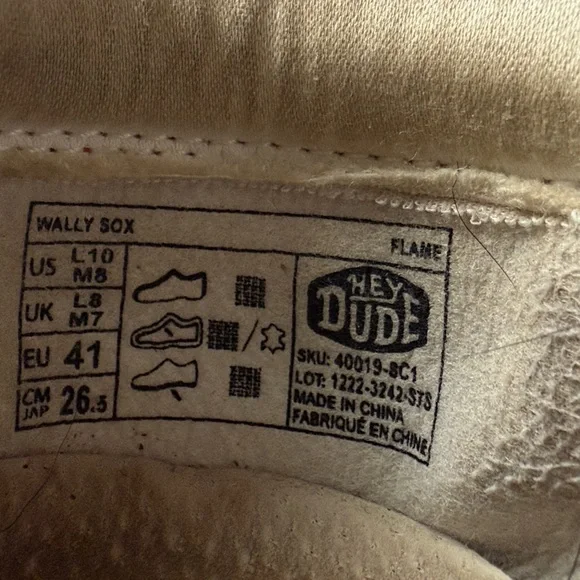 WALLY SOX
FLAME
US L10 M8
UK L8 M7
EU 41
CM JAP 26.5
/
HEY
DUDE
SKU: 40019-8C1
LOT: 1222-3242-STS
MADE IN CHINA
FABRIQUÉ EN CHINE